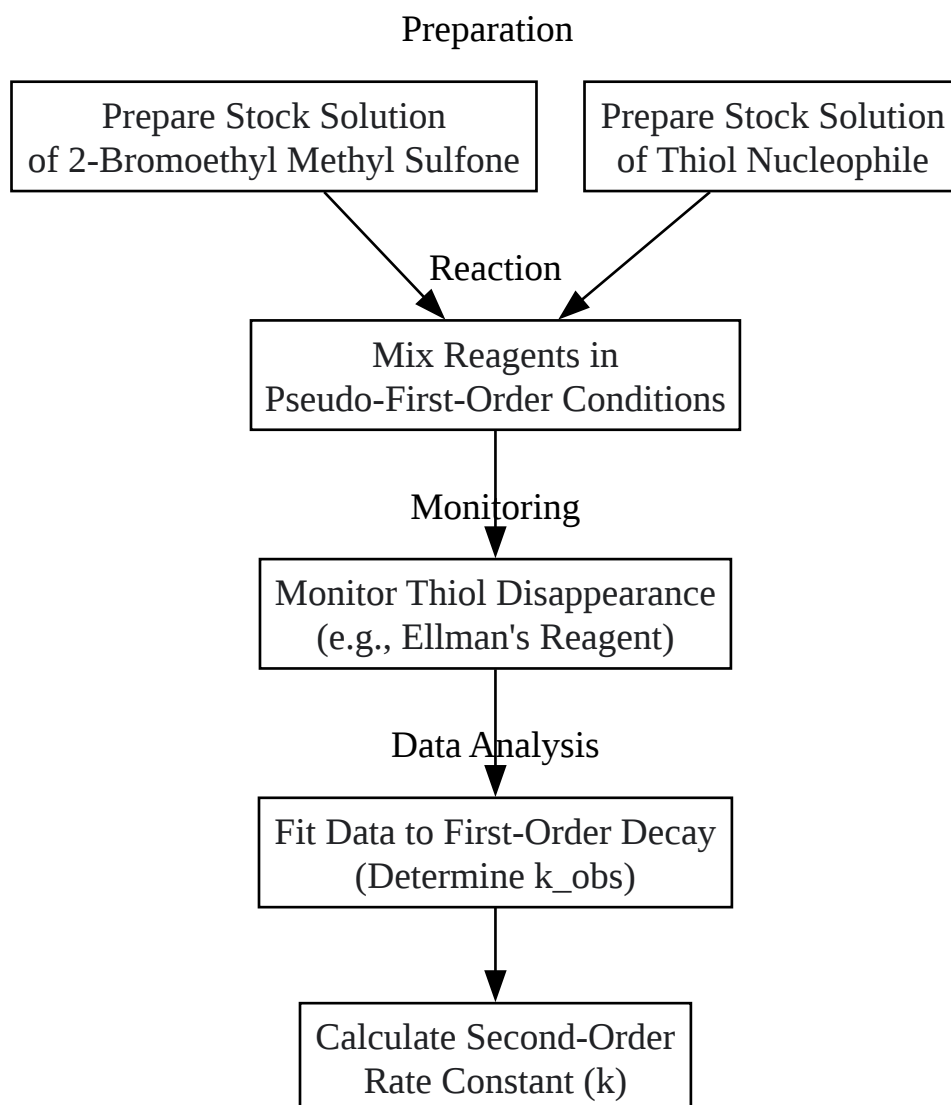 Preparation
Prepare Stock Solution
of 2-Bromoethyl Methyl Sulfone
Prepare Stock Solution
of Thiol Nucleophile
Reaction
Mix Reagents in
Pseudo-First-Order Conditions
Monitoring
Monitor Thiol Disappearance
(e.g., Ellman's Reagent)
Data Analysis
Fit Data to First-Order Decay
(Determine k_obs)
Calculate Second-Order
Rate Constant (k)